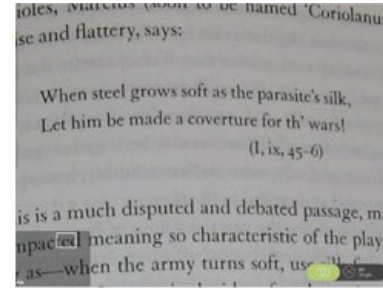 ioles, Marcius (soon to be named 'Coriolanu
se and flattery, says:
When steel grows soft as the parasite's silk,
Let him be made a coverture for th' wars!
(I, ix, 45–6)
is is a much disputed and debated passage, m
mpacted meaning so characteristic of the play
as—when the army turns soft, use